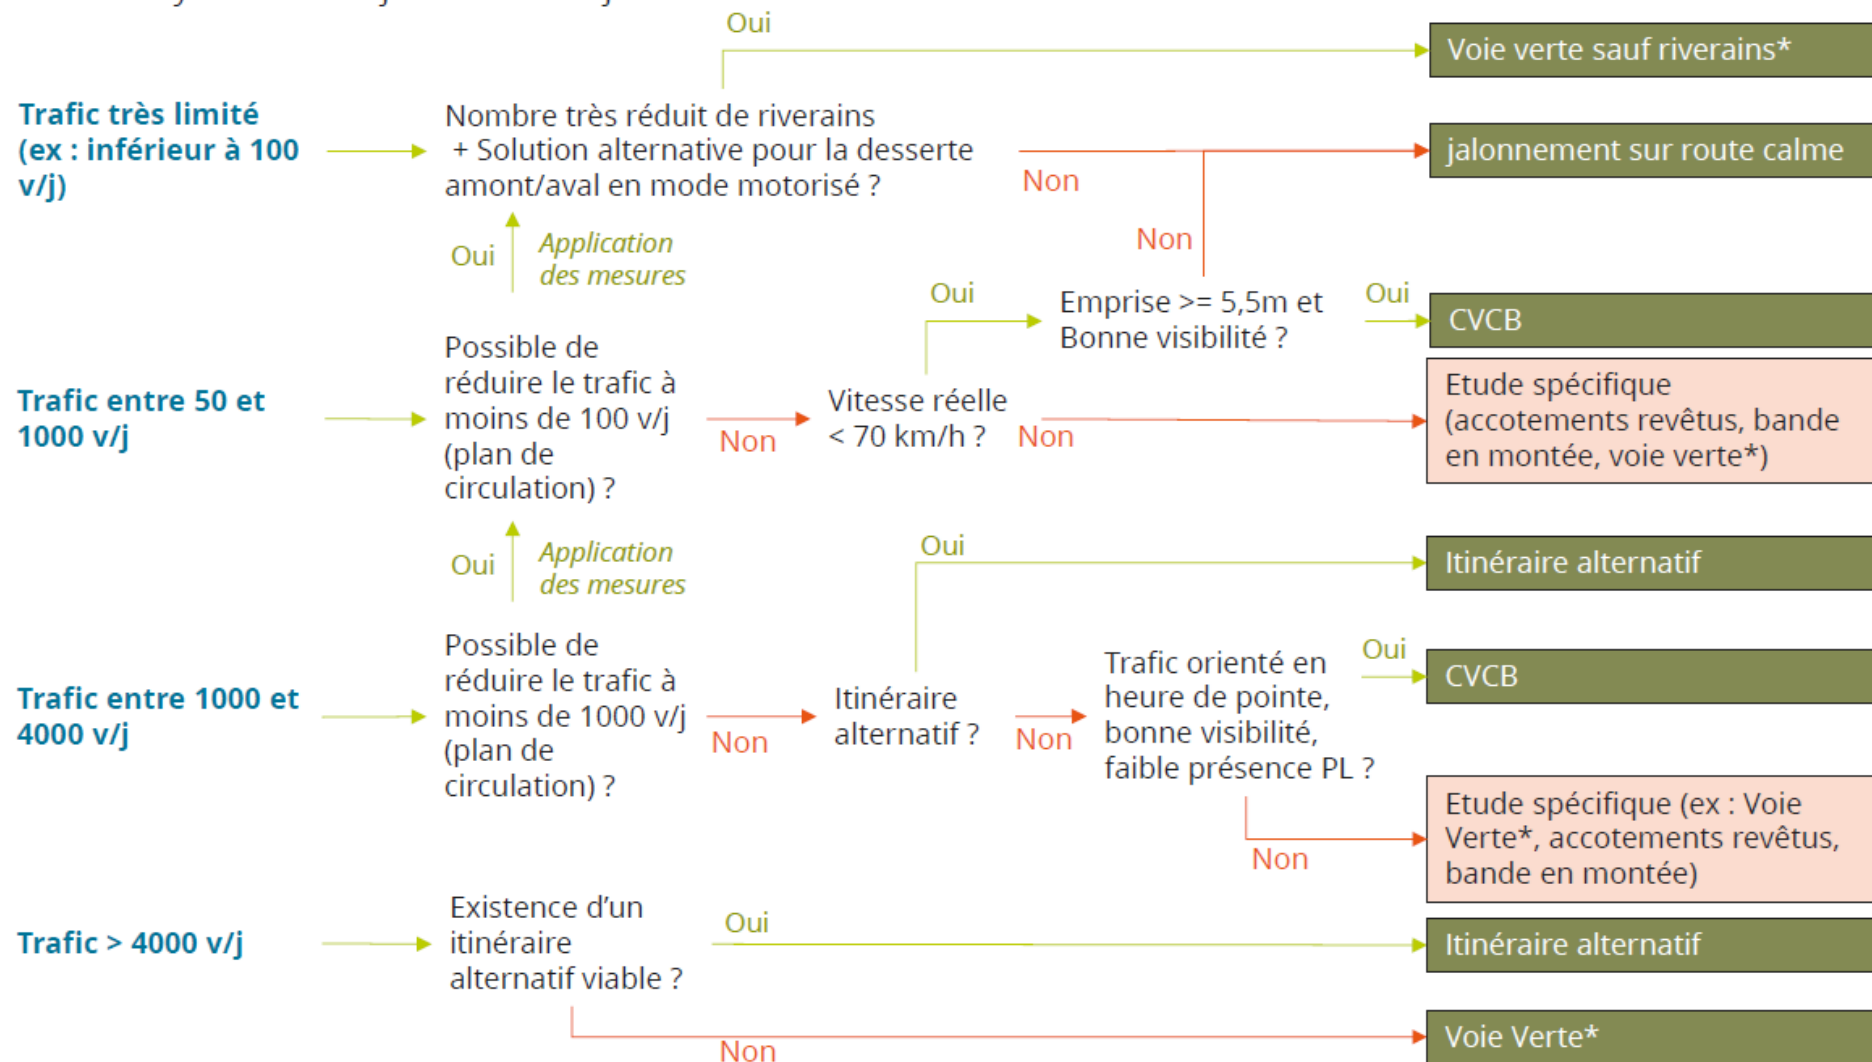 Oui
Voie verte sauf riverains*
Trafic très limité
(ex : inférieur à 100
v/j)
Nombre très réduit de riverains
+ Solution alternative pour la desserte
amont/aval en mode motorisé ?
Non
jalonnement sur route calme
Oui
Application
des mesures
Non
Oui
Emprise >= 5,5m et
Bonne visibilité ?
Oui
CVCB
Trafic entre 50 et
1000 v/j
Possible de
réduire le trafic à
moins de 100 v/j
(plan de
circulation) ?
Non
Vitesse réelle
< 70 km/h ?
Non
Etude spécifique
(accotements revêtus, bande
en montée, voie verte*)
Oui
Application
des mesures
Oui
Itinéraire alternatif
Trafic entre 1000 et
4000 v/j
Possible de
réduire le trafic à
moins de 1000 v/j
(plan de
circulation) ?
Non
Itinéraire
alternatif ?
Non
Trafic orienté en
heure de pointe,
bonne visibilité,
faible présence PL ?
Oui
CVCB
Non
Etude spécifique (ex : Voie
Verte*, accotements revêtus,
bande en montée)
Trafic > 4000 v/j
Existence d'un
itinéraire
alternatif viable ?
Oui
Itinéraire alternatif
Non
Voie Verte*